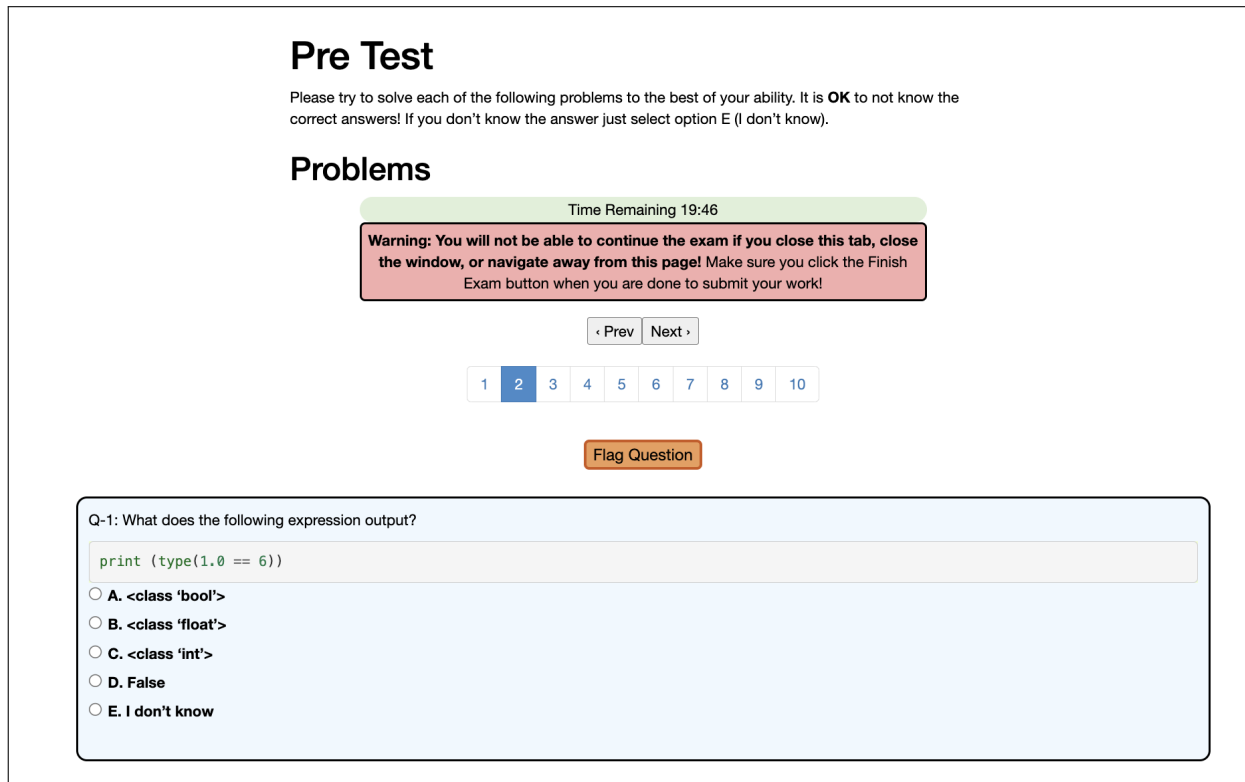 Pre Test
Please try to solve each of the following problems to the best of your ability. It is OK to not know the
correct answers! If you don’t know the answer just select option E (I don’t know).
Problems
Time Remaining 19:46
Warning: You will not be able to continue the exam if you close this tab, close
the window, or navigate away from this page! Make sure you click the Finish
Exam button when you are done to submit your work!
‹ Prev Next ›
1 2 3 4 5 6 7 8 9 10
Flag Question
Q-1: What does the following expression output?
print (type(1.0 == 6))
A. <class ‘bool’>
B. <class ‘float’>
C. <class ‘int’>
D. False
E. I don’t know